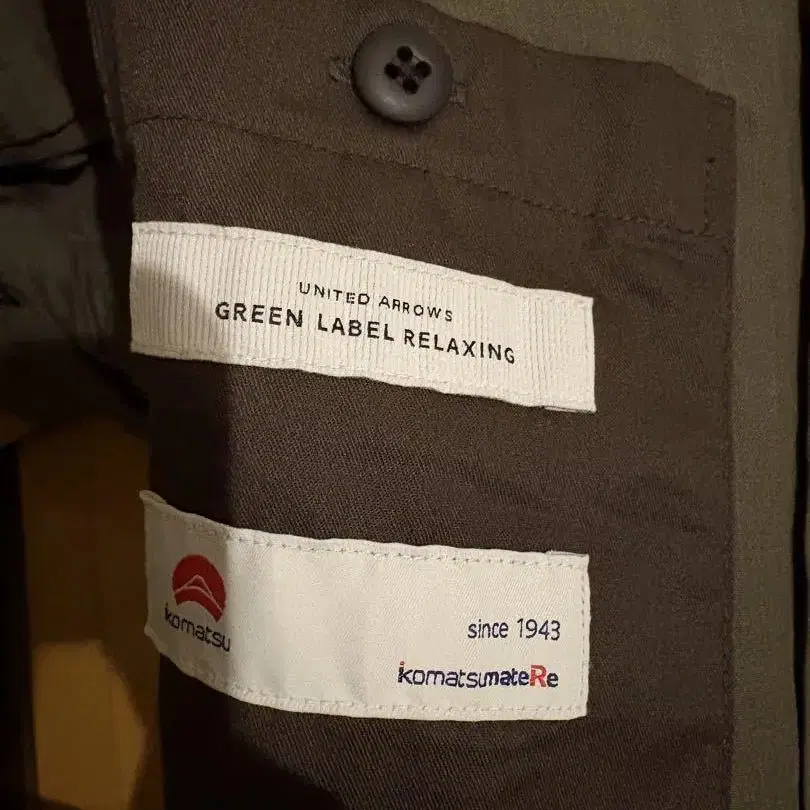 UNITED ARROWS
GREEN LABEL RELAXING
komatsu
since 1943
komatsumateRe